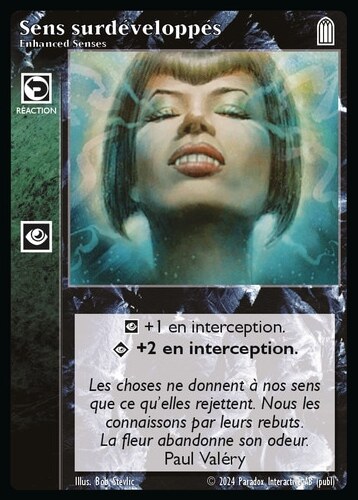 Sens surdéveloppés
Enhanced Senses
RÉACTION
+1 en interception.
+2 en interception.
Les choses ne donnent à nos sens
que ce qu'elles rejettent. Nous les
connaissons par leurs rebuts.
La fleur abandonne son odeur.
Paul Valéry
Illus. Bob Stevlic
© 2024 Paradox Interactive AB (publ)